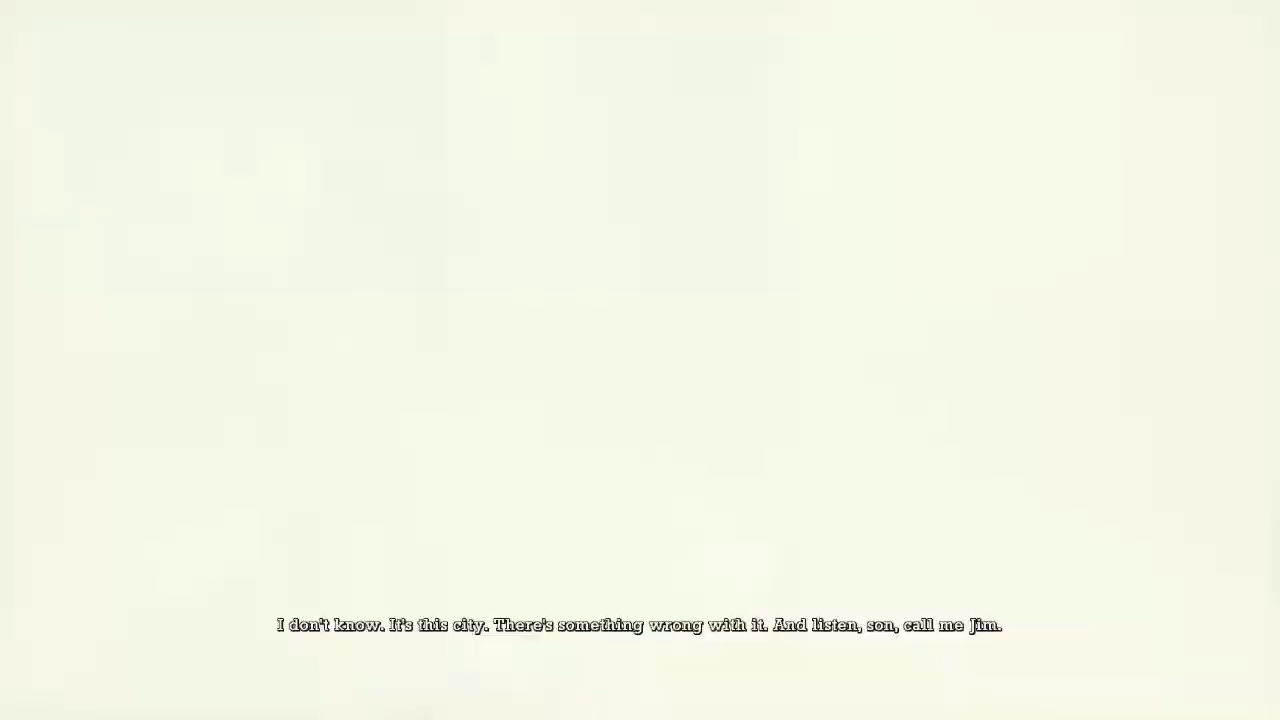 I don't know. It's this city. There's something wrong with it. And listen, son, call me Jim.